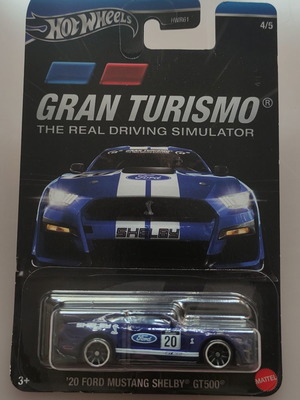 Hot Wheels
4/5
GRAN TURISMO®
THE REAL DRIVING SIMULATOR
Ford
SHELBY
Ford
20
3+
'20 FORD MUSTANG SHELBY® GT500®
MATTEL